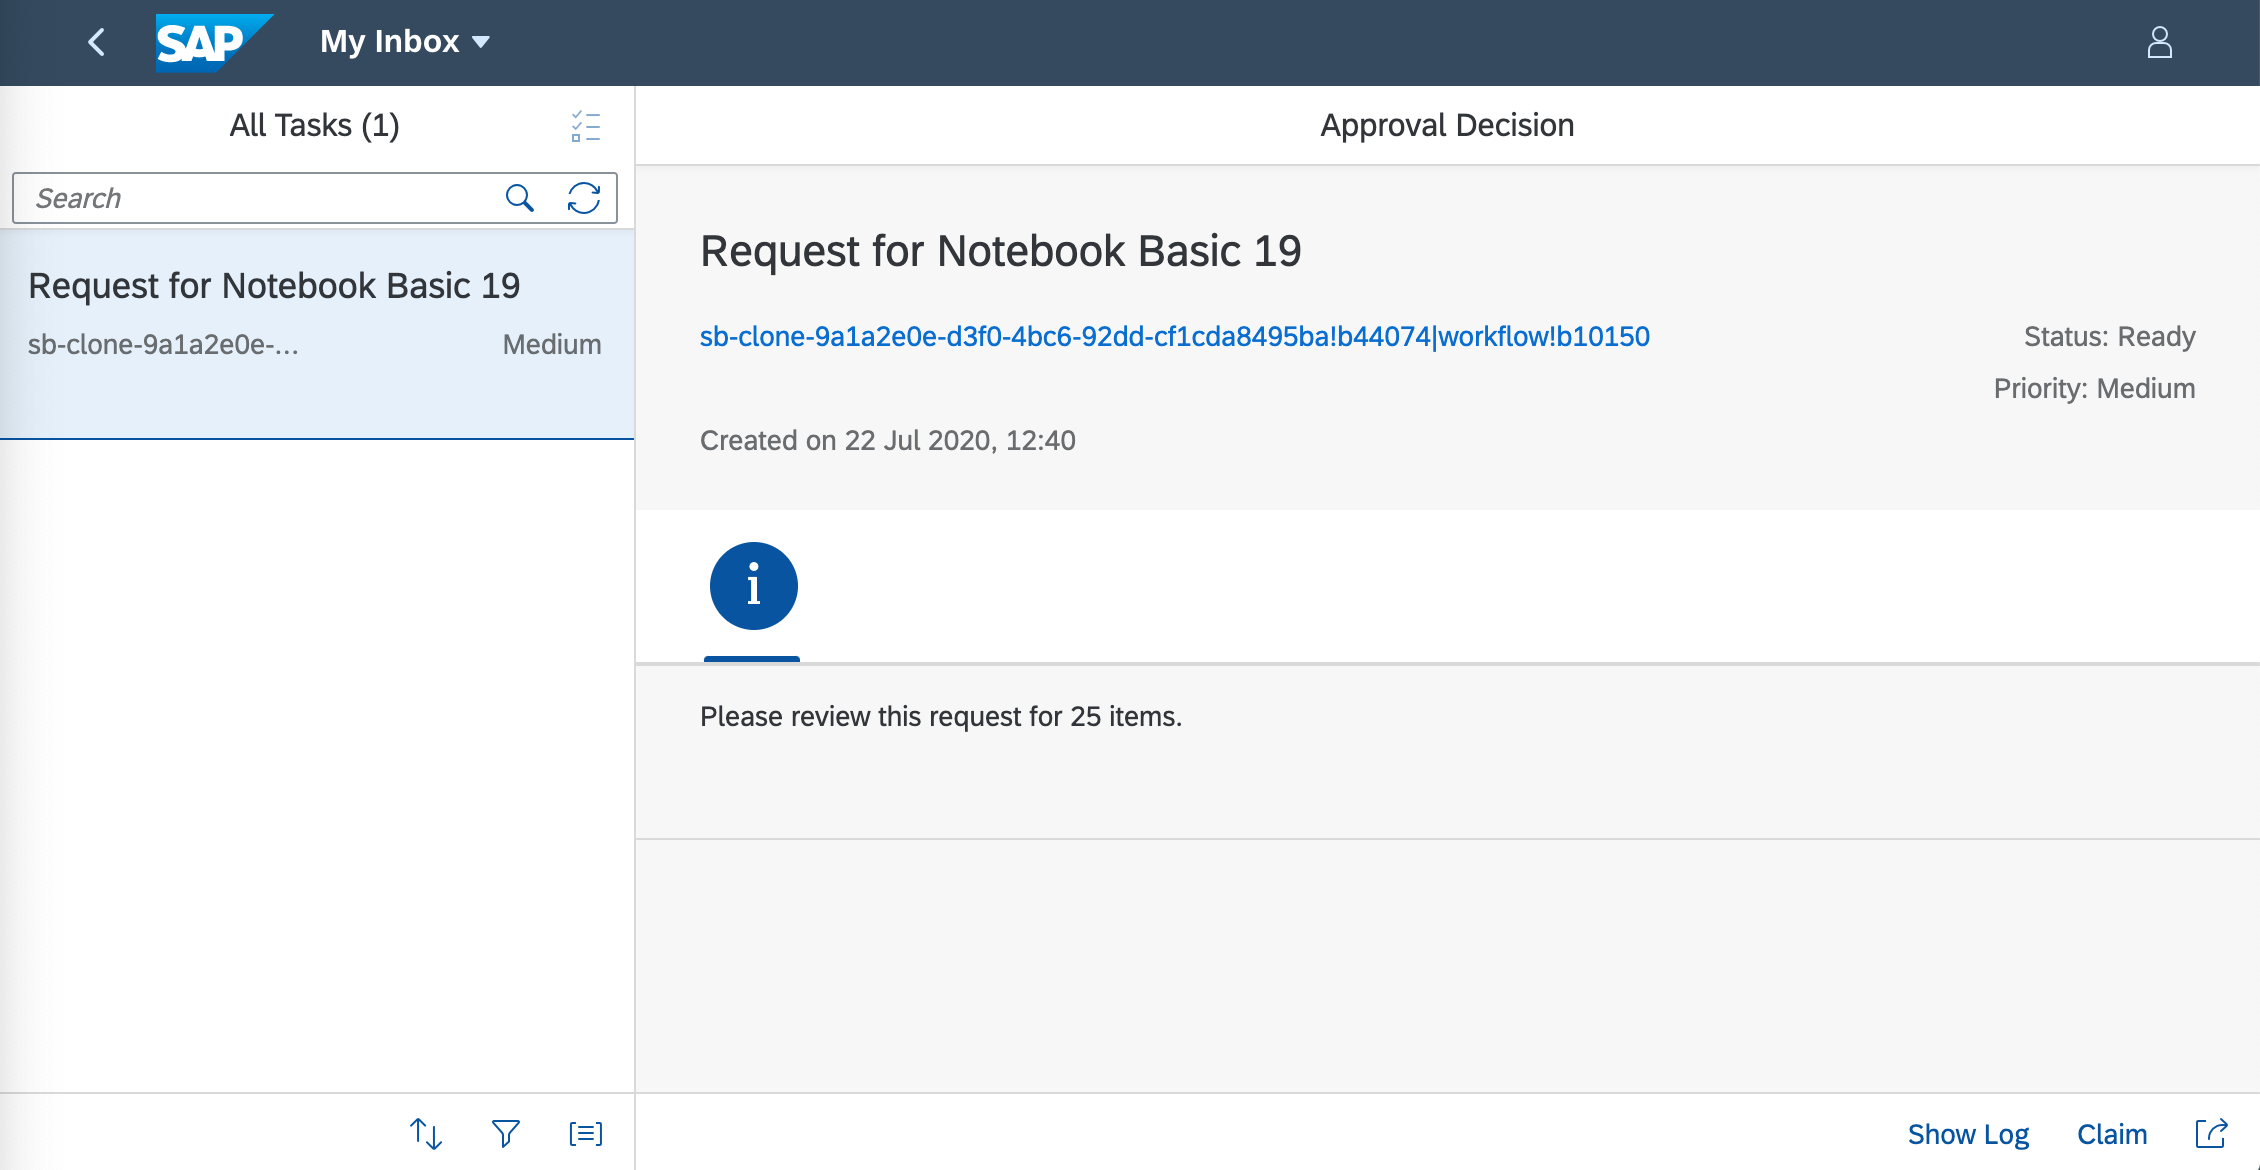 SAP
My Inbox
All Tasks (1)
Search
Request for Notebook Basic 19
sb-clone-9a1a2e0e-... Medium
Approval Decision
Request for Notebook Basic 19
sb-clone-9a1a2e0e-d3f0-4bc6-92dd-cf1cda8495ba!b44074|workflow!b10150
Status: Ready
Priority: Medium
Created on 22 Jul 2020, 12:40
Please review this request for 25 items.
Show Log Claim